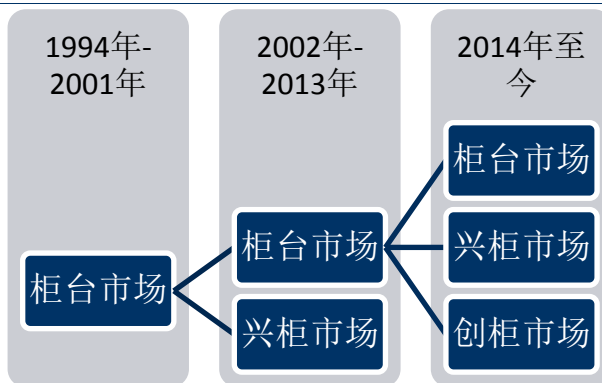 1994年-
2001年
2002年-
2013年
2014年至
今
柜台市场
柜台市场
兴柜市场
柜台市场
兴柜市场
创柜市场